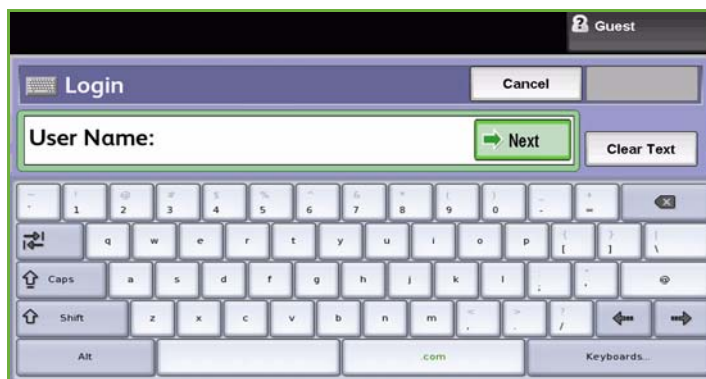 Guest
Login
Cancel
User Name:
Next
Clear Text
~ ! @ # $ % ^ & * ( ) _ +
` 1 2 3 4 5 6 7 8 9 0 - =
q w e r t y u i o p { [ } ] | \
Caps a s d f g h j k l : ; " ' @
Shift z x c v b n m < , > . ? /
Alt .com Keyboards...